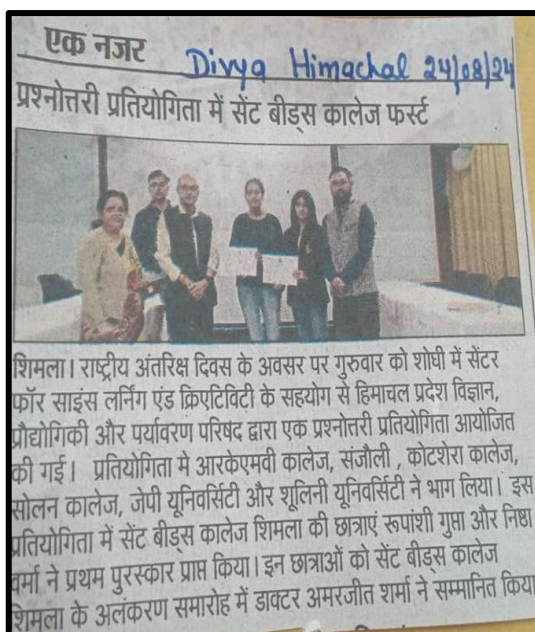 एक नजर
Divya Himachal 24/08/24
प्रश्नोत्तरी प्रतियोगिता में सेंट बीड्स कालेज फर्स्ट
शिमला। राष्ट्रीय अंतरिक्ष दिवस के अवसर पर गुरुवार को शोघी में सेंटर
फॉर साइंस लर्निंग एंड क्रिएटिविटी के सहयोग से हिमाचल प्रदेश विज्ञान,
प्रौद्योगिकी और पर्यावरण परिषद द्वारा एक प्रश्नोत्तरी प्रतियोगिता आयोजित
की गई। प्रतियोगिता मे आरकेएमवी कालेज, संजौली , कोटशेरा कालेज,
सोलन कालेज, जेपी यूनिवर्सिटी और शूलिनी यूनिवर्सिटी ने भाग लिया। इस
प्रतियोगिता में सेंट बीड्स कालेज शिमला की छात्राएं रूपांशी गुप्ता और निष्ठा
वर्मा ने प्रथम पुरस्कार प्राप्त किया। इन छात्राओं को सेंट बीड्स कालेज
शिमला के अलंकरण समारोह में डाक्टर अमरजीत शर्मा ने सम्मानित किया